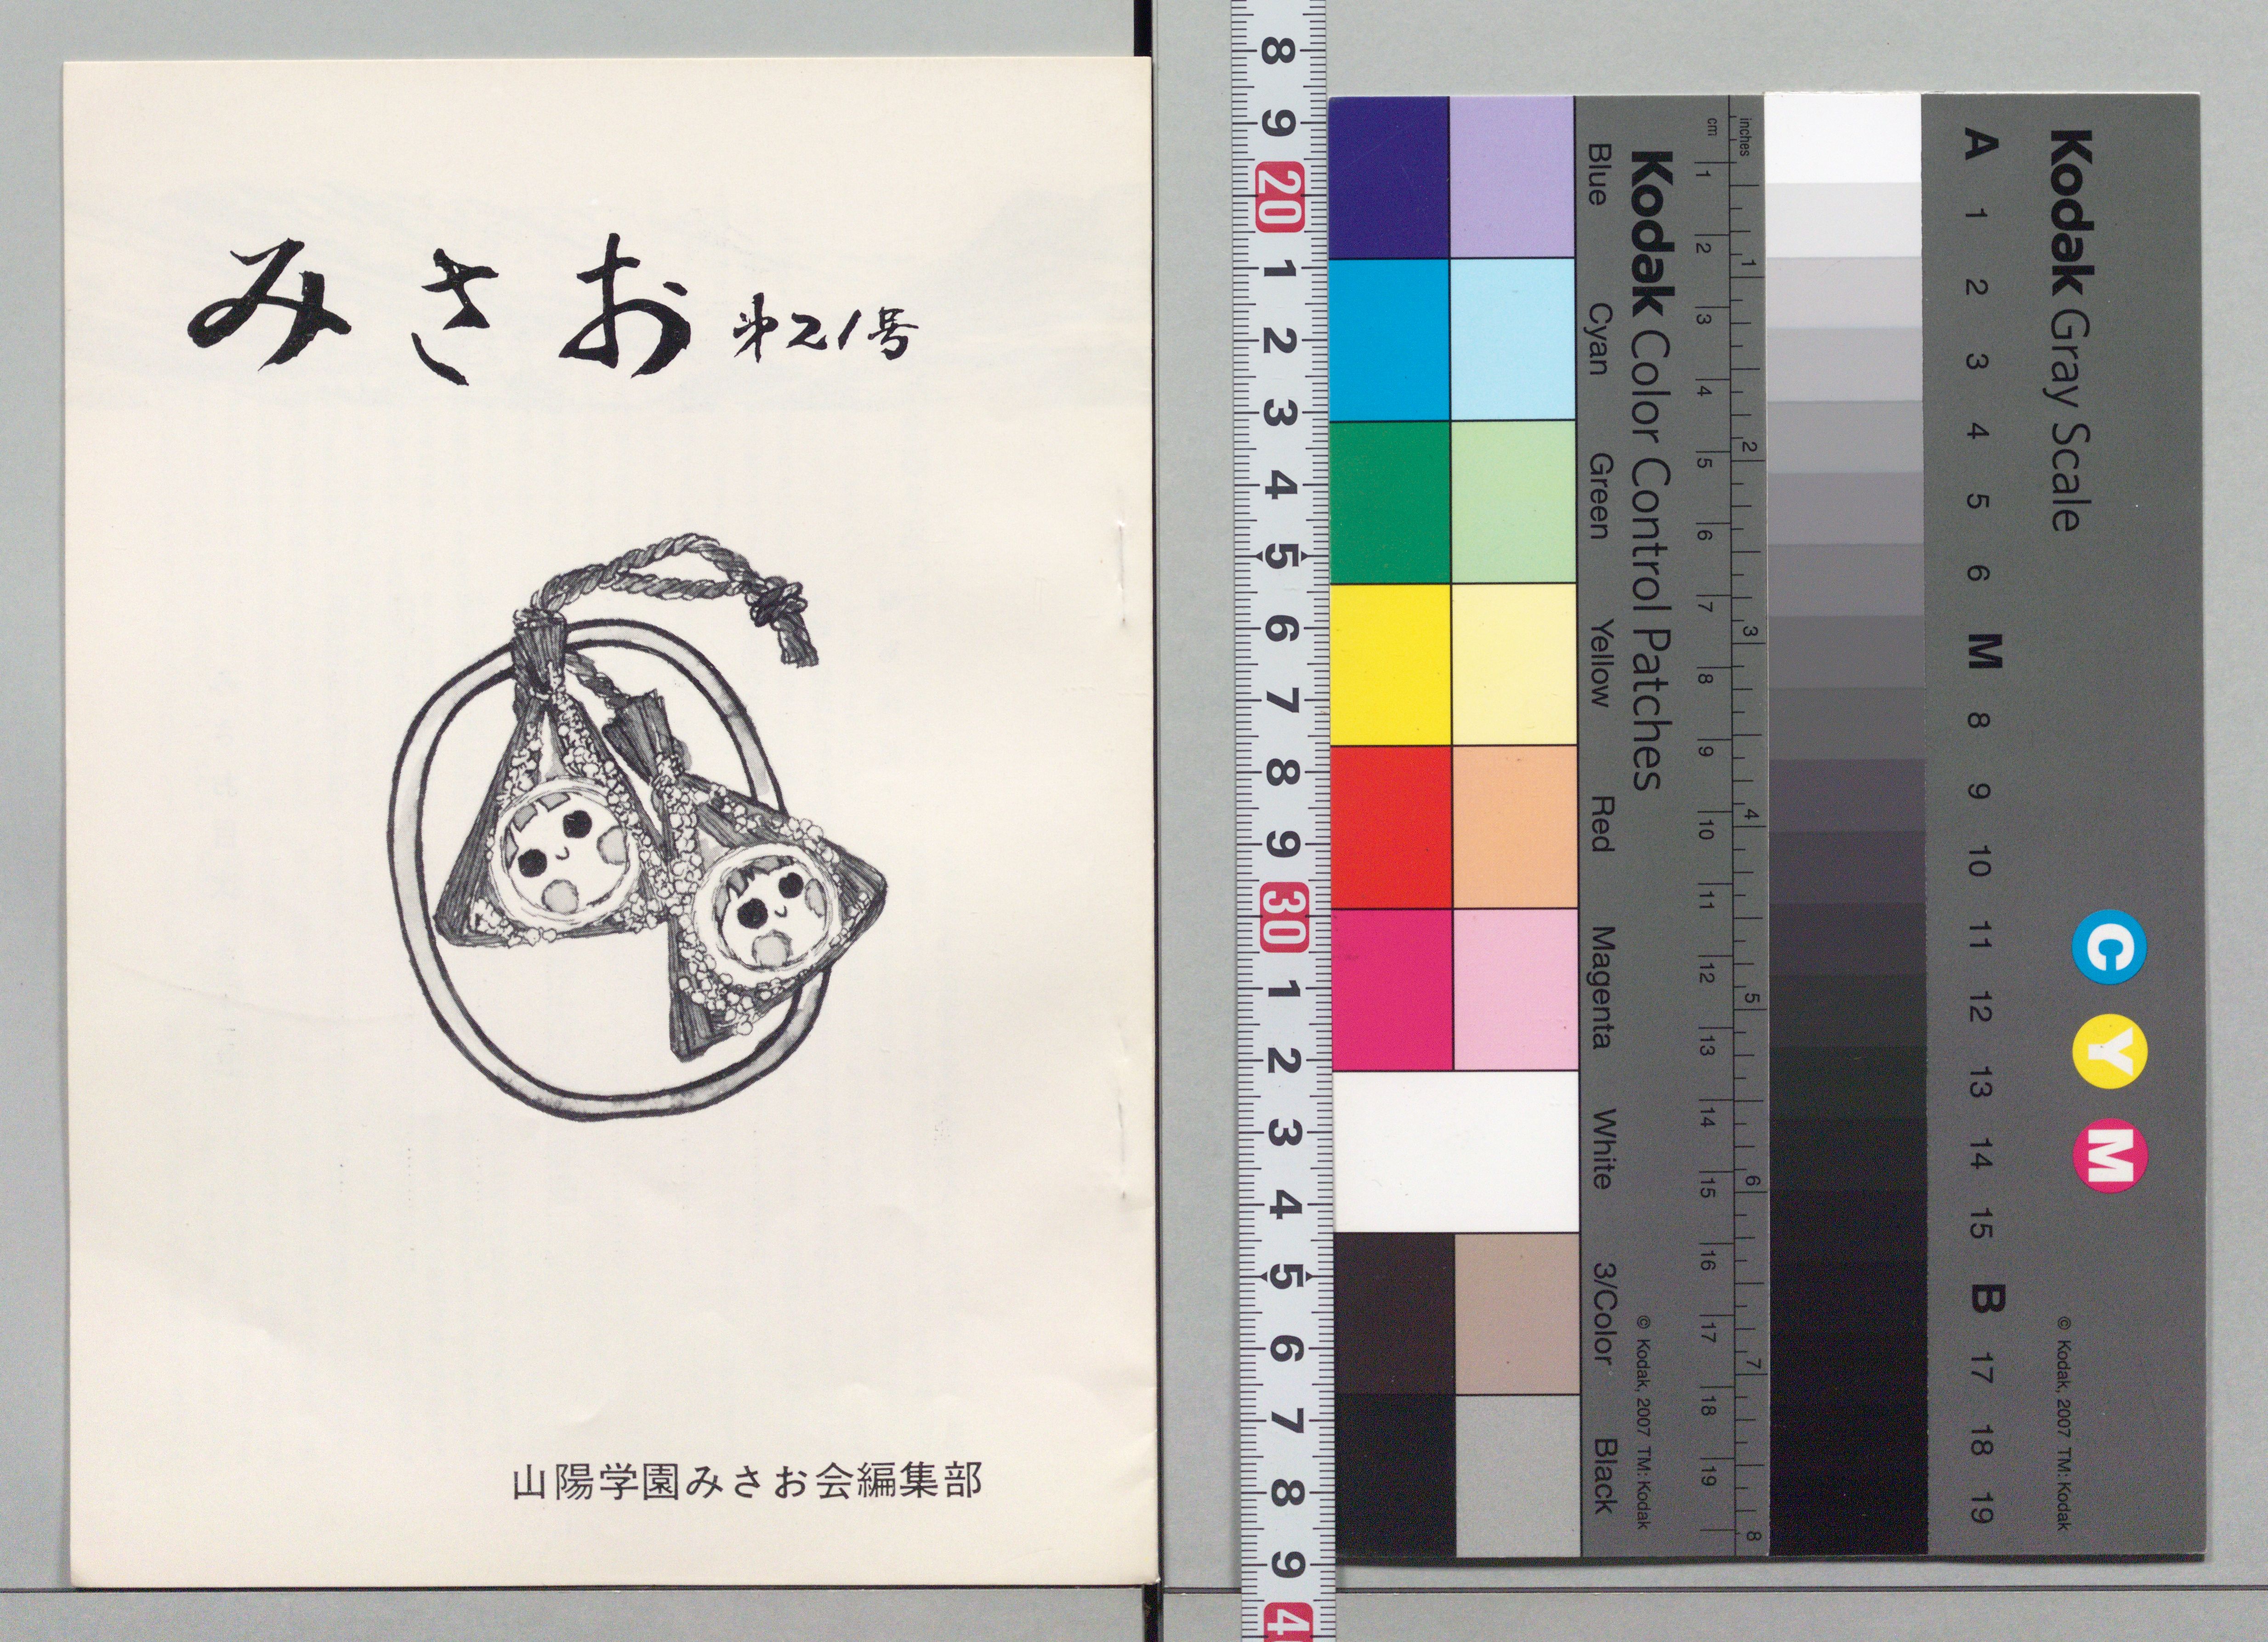 みさお 第21号
山陽学園みさお会編集部
8 9 20 1 2 3 4 5 6 7 8 9 30 1 2 3 4 5 6 7 8 9 4
Blue Cyan Green Yellow Red Magenta White 3/Color Black
Kodak Color Control Patches
© Kodak, 2007 TM: Kodak
cm 1 2 3 4 5 6 7 8 9 10 11 12 13 14 15 16 17 18 19
inches 1 2 3 4 5 6 7 8
A 1 2 3 4 5 6 M 8 9 10 11 12 13 14 15 B 17 18 19
Kodak Gray Scale
C Y M
© Kodak, 2007 TM: Kodak